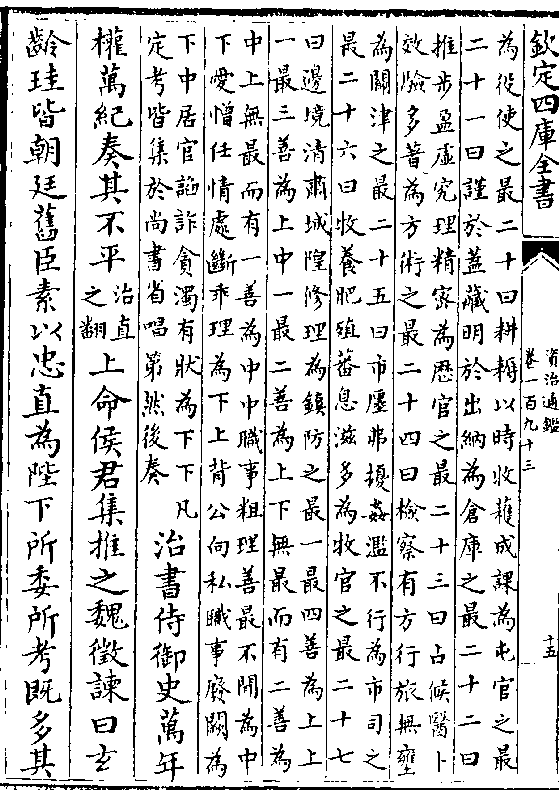 欽定四庫全書
資治通鑑
卷一百九十三
十五
為役使之最二十曰耕耨以時收穫成課為屯官之最
二十一曰謹於蓋藏明於出納為倉庫之最二十二曰
推步盈虛究理精宻為歴官之最二十三曰占候醫卜
效驗多著為方術之最二十四曰檢察有方行旅無壅
為關津之最二十五曰市廛弗擾姦濫不行為市司之
最二十六曰牧養肥殖蕃息滋多為牧官之最二十七
曰邊境清肅城隍修理為鎮防之最一最四善為上上
一最三善為上中一最二善為上下無最而有二善為
中上無最而有一善為中中職事粗理善最不聞為中
下愛憎任情處斷乖理為下上背公向私職事廢闕為
下中居官諂詐貪濁有狀為下下凡
定考皆集於尚書省唱第然後奏
治書侍御史萬年
權萬紀奏其不平治直之翻上命侯君集推之魏徵諫曰玄
齡珪皆朝廷舊臣素以忠直為陛下所委所考既多其